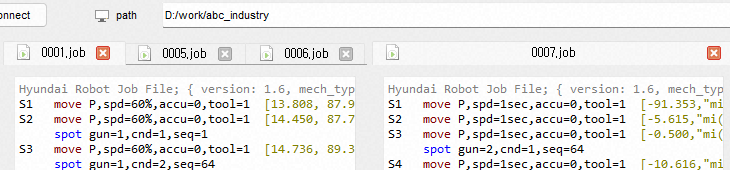 onnect path D:/work/abc_industry
0001.job 0005.job 0006.job 0007.job
Hyundai Robot Job File; { version: 1.6, mech_typ
S1 move P,spd=60%,accu=0,tool=1 [13.808, 87.9
S2 move P,spd=60%,accu=0,tool=1 [14.450, 87.7
spot gun=1,cnd=1,seq=1
S3 move P,spd=60%,accu=0,tool=1 [14.736, 89.3
spot gun=1,cnd=2,seq=64
Hyundai Robot Job File; { version: 1.6, mech_typ
S1 move P,spd=1sec,accu=0,tool=1 [-91.353,"mi
S2 move P,spd=1sec,accu=0,tool=1 [-5.615,"mi(
S3 move P,spd=1sec,accu=0,tool=1 [-0.500,"mi(
spot gun=2,cnd=1,seq=64
S4 move P,spd=1sec,accu=0,tool=1 [-10.616,"mi